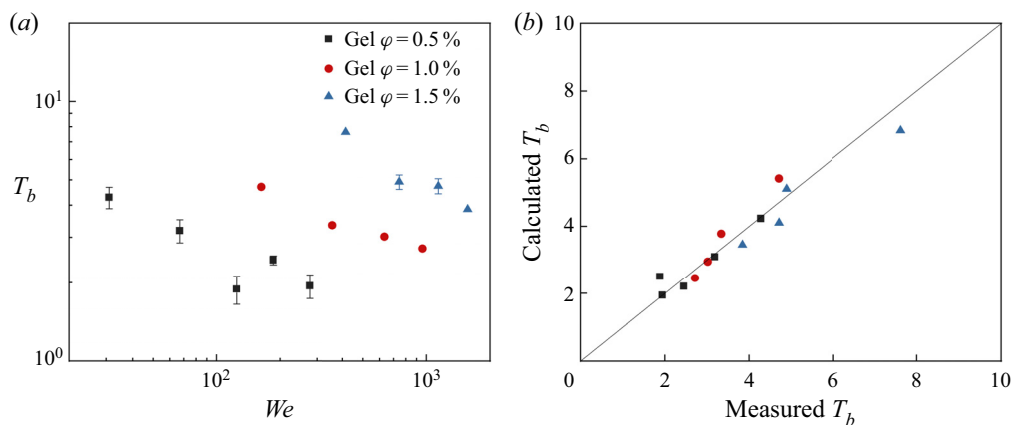 (a)
Gel φ = 0.5 %
Gel φ = 1.0 %
Gel φ = 1.5 %
10¹
T_b
10⁰
10²
10³
We
(b)
10
8
6
4
2
0
2
4
6
8
10
Calculated T_b
Measured T_b